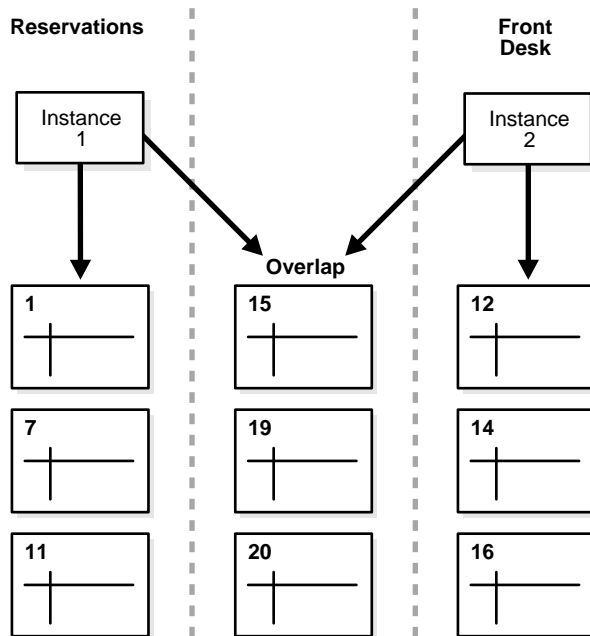 Reservations
Front
Desk
Instance
1
Instance
2
Overlap
1
15
12
7
19
14
11
20
16